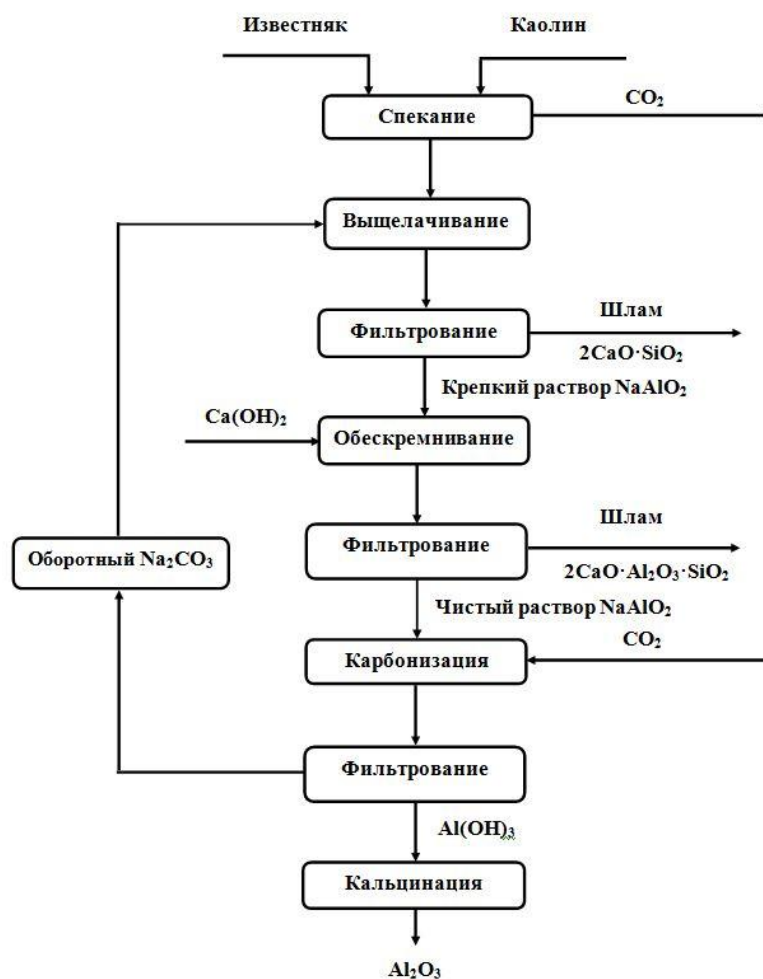 Известняк
Каолин
CO₂
Спекание
Выщелачивание
Шлам
Фильтрование
2CaO·SiO₂
Крепкий раствор NaAlO₂
Ca(OH)₂
Обескремнивание
Шлам
Фильтрование
Оборотный Na₂CO₃
2CaO·Al₂O₃·SiO₂
Чистый раствор NaAlO₂
CO₂
Карбонизация
Фильтрование
Al(OH)₃
Кальцинация
Al₂O₃